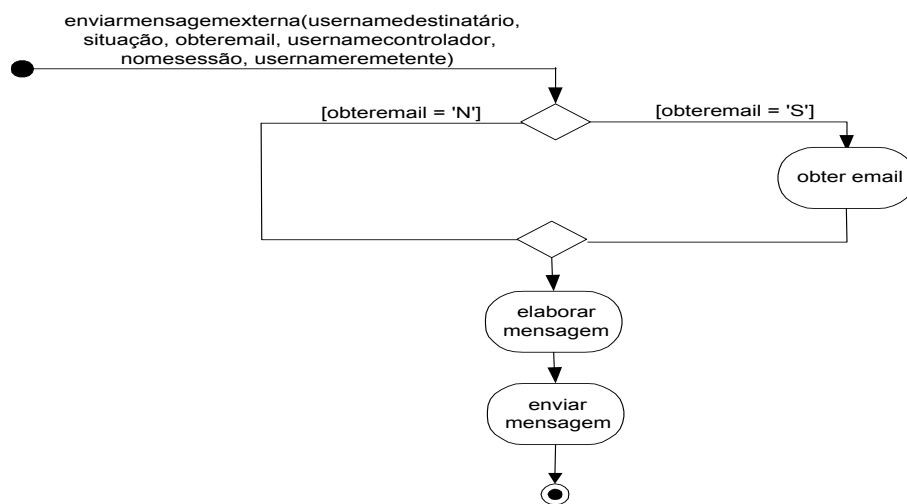 enviarmensagemexterna(usernamedestinatário,
situação, obteremail, usernamecontrolador,
nomesessão, usernameremetente)
[obteremail = 'N']
[obteremail = 'S']
obter email
elaborar
mensagem
enviar
mensagem